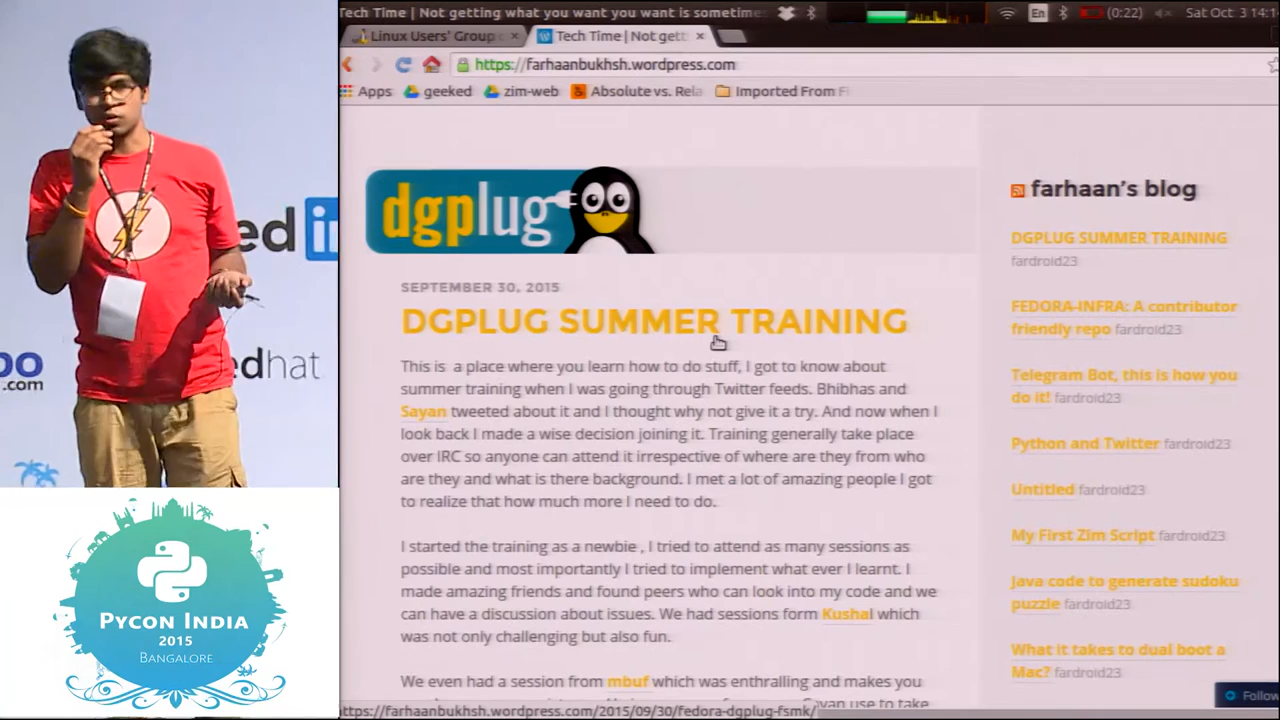 Tech Time | Not getting what you want you want is sometime
En
(0:22)
Sat Oct 3 14:1
Linux Users' Group
Tech Time | Not gett
https://farhaanbukhsh.wordpress.com
Apps
geeked
zim-web
Absolute vs. Rela
Imported From Fi
dgplug
SEPTEMBER 30, 2015
DGPLUG SUMMER TRAINING
This is a place where you learn how to do stuff, I got to know about
summer training when I was going through Twitter feeds. Bhibhas and
Sayan tweeted about it and I thought why not give it a try. And now when I
look back I made a wise decision joining it. Training generally take place
over IRC so anyone can attend it irrespective of where are they from who
are they and what is there background. I met a lot of amazing people I got
to realize that how much more I need to do.
I started the training as a newbie , I tried to attend as many sessions as
possible and most importantly I tried to implement what ever I learnt. I
made amazing friends and found peers who can look into my code and we
can have a discussion about issues. We had sessions form Kushal which
was not only challenging but also fun.
We even had a session from mbuf which was enthralling and makes you
van use to take
farhaan's blog
DGPLUG SUMMER TRAINING
fardroid23
FEDORA-INFRA: A contributor
friendly repo fardroid23
Telegram Bot, this is how you
do it! fardroid23
Python and Twitter fardroid23
Untitled fardroid23
My First Zim Script fardroid23
Java code to generate sudoku
puzzle fardroid23
What it takes to dual boot a
Mac? fardroid23
Follow
https://farhaanbukhsh.wordpress.com/2015/09/30/fedora-dgplug-fsmk/
ed in
oo
.com
edhat
PYCON INDIA
2015
BANGALORE